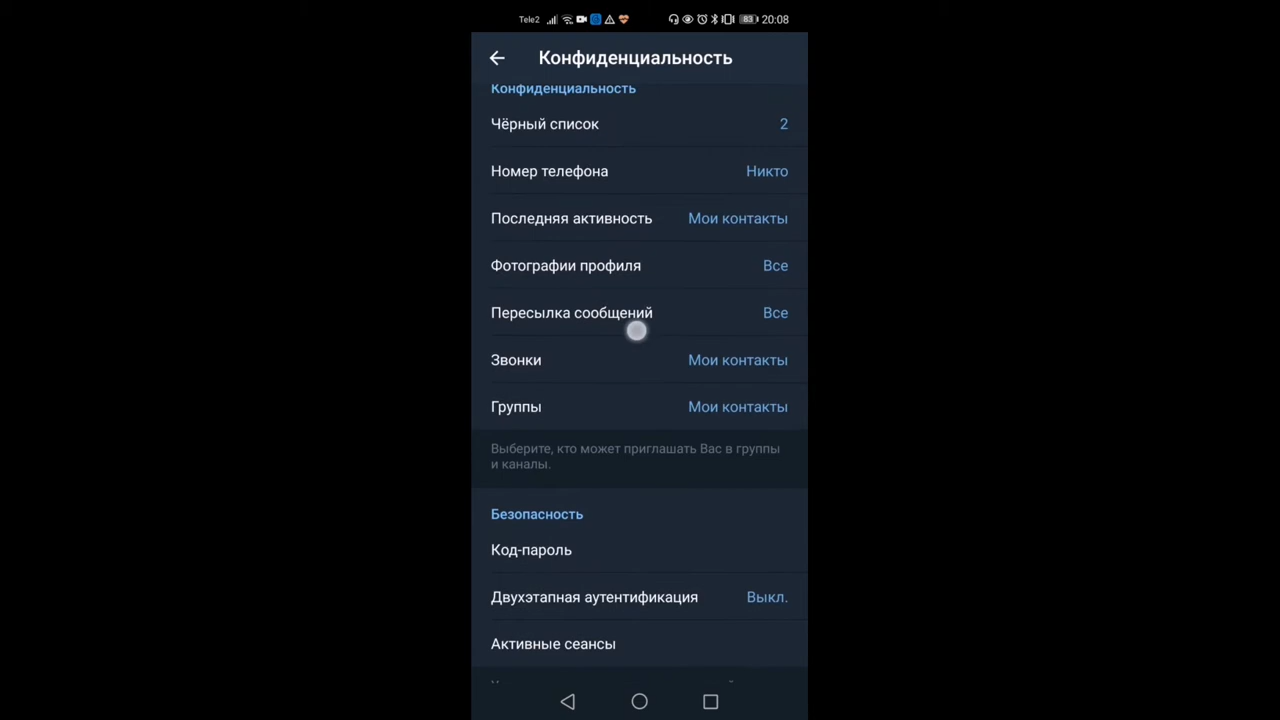 Tele2 83 20:08
Конфиденциальность
Конфиденциальность
Чёрный список 2
Номер телефона Никто
Последняя активность Мои контакты
Фотографии профиля Все
Пересылка сообщений Все
Звонки Мои контакты
Группы Мои контакты
Выберите, кто может приглашать Вас в группы
и каналы.
Безопасность
Код-пароль
Двухэтапная аутентификация Выкл.
Активные сеансы